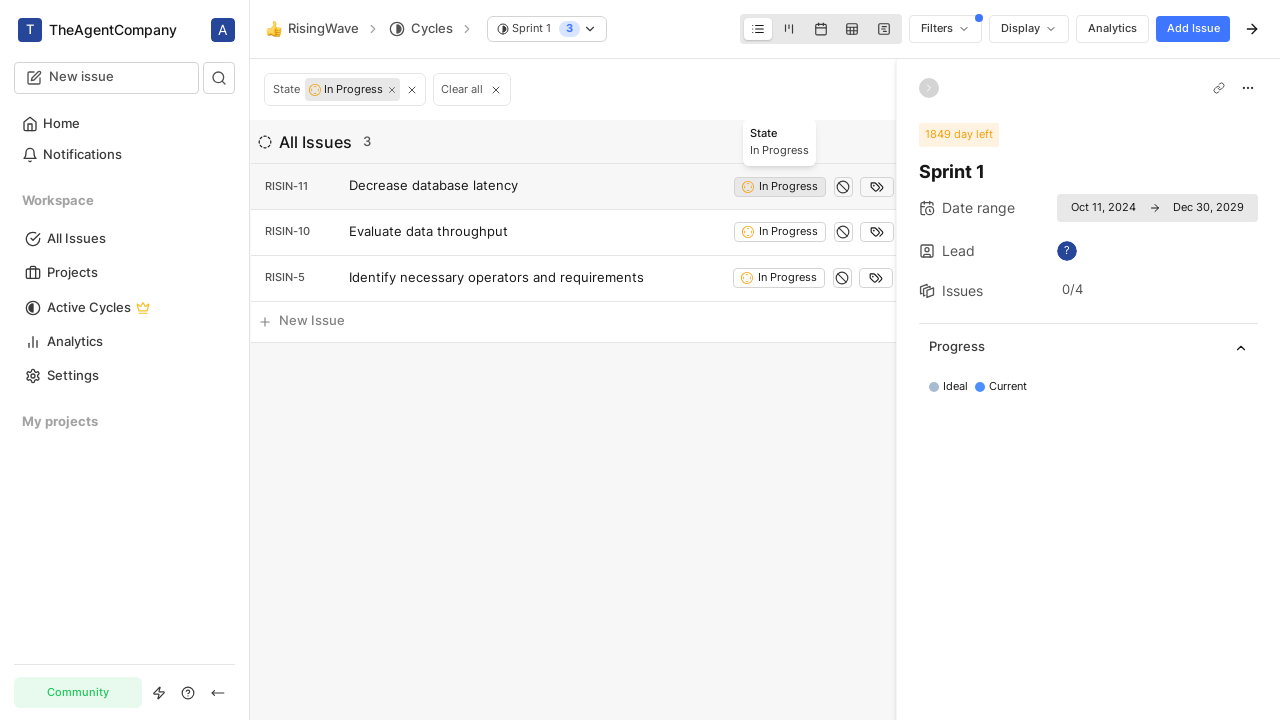 T TheAgentCompany A
New issue
Home
Notifications
Workspace
All Issues
Projects
Active Cycles
Analytics
Settings
My projects
Community
RisingWave Cycles Sprint 1 3
Filters Display Analytics Add Issue
State In Progress Clear all
All Issues 3
State
In Progress
RISIN-11 Decrease database latency In Progress
RISIN-10 Evaluate data throughput In Progress
RISIN-5 Identify necessary operators and requirements In Progress
New Issue
1849 day left
Sprint 1
Date range Oct 11, 2024 Dec 30, 2029
Lead ?
Issues 0/4
Progress
Ideal Current